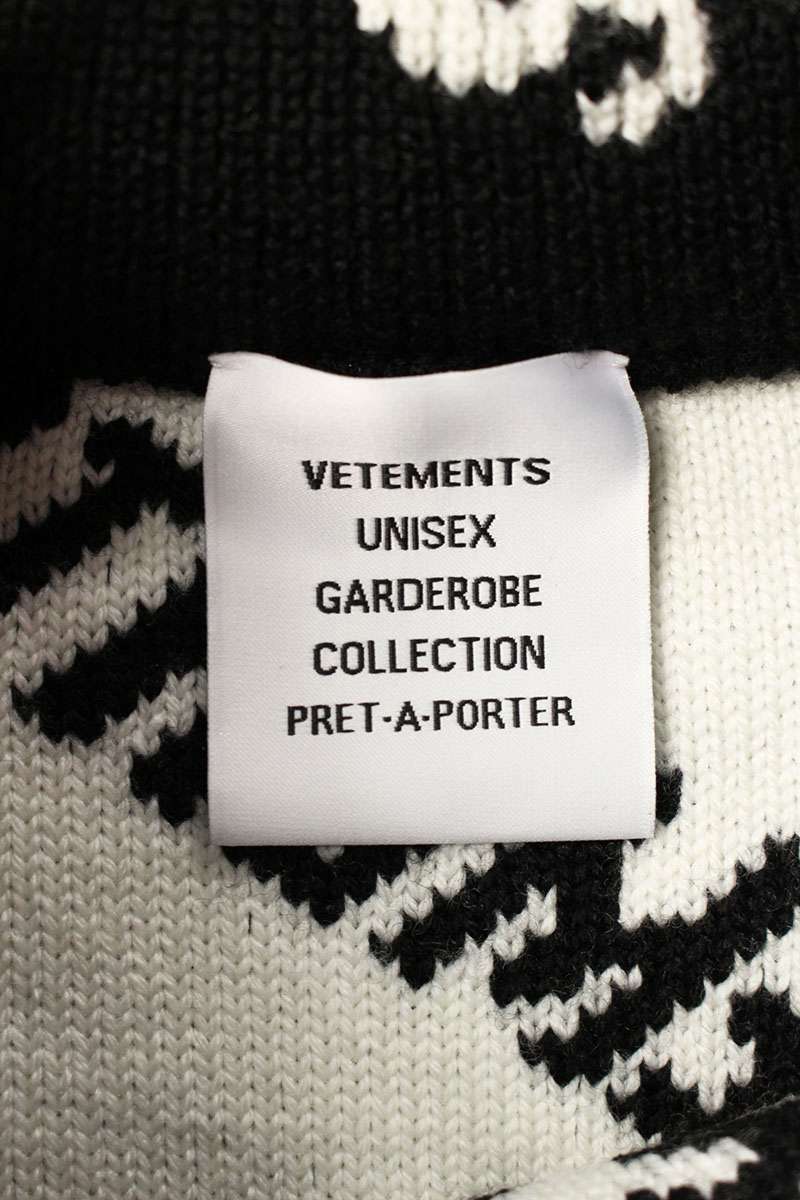 VETEMENTS
UNISEX
GARDEROBE
COLLECTION
PRET-A-PORTER